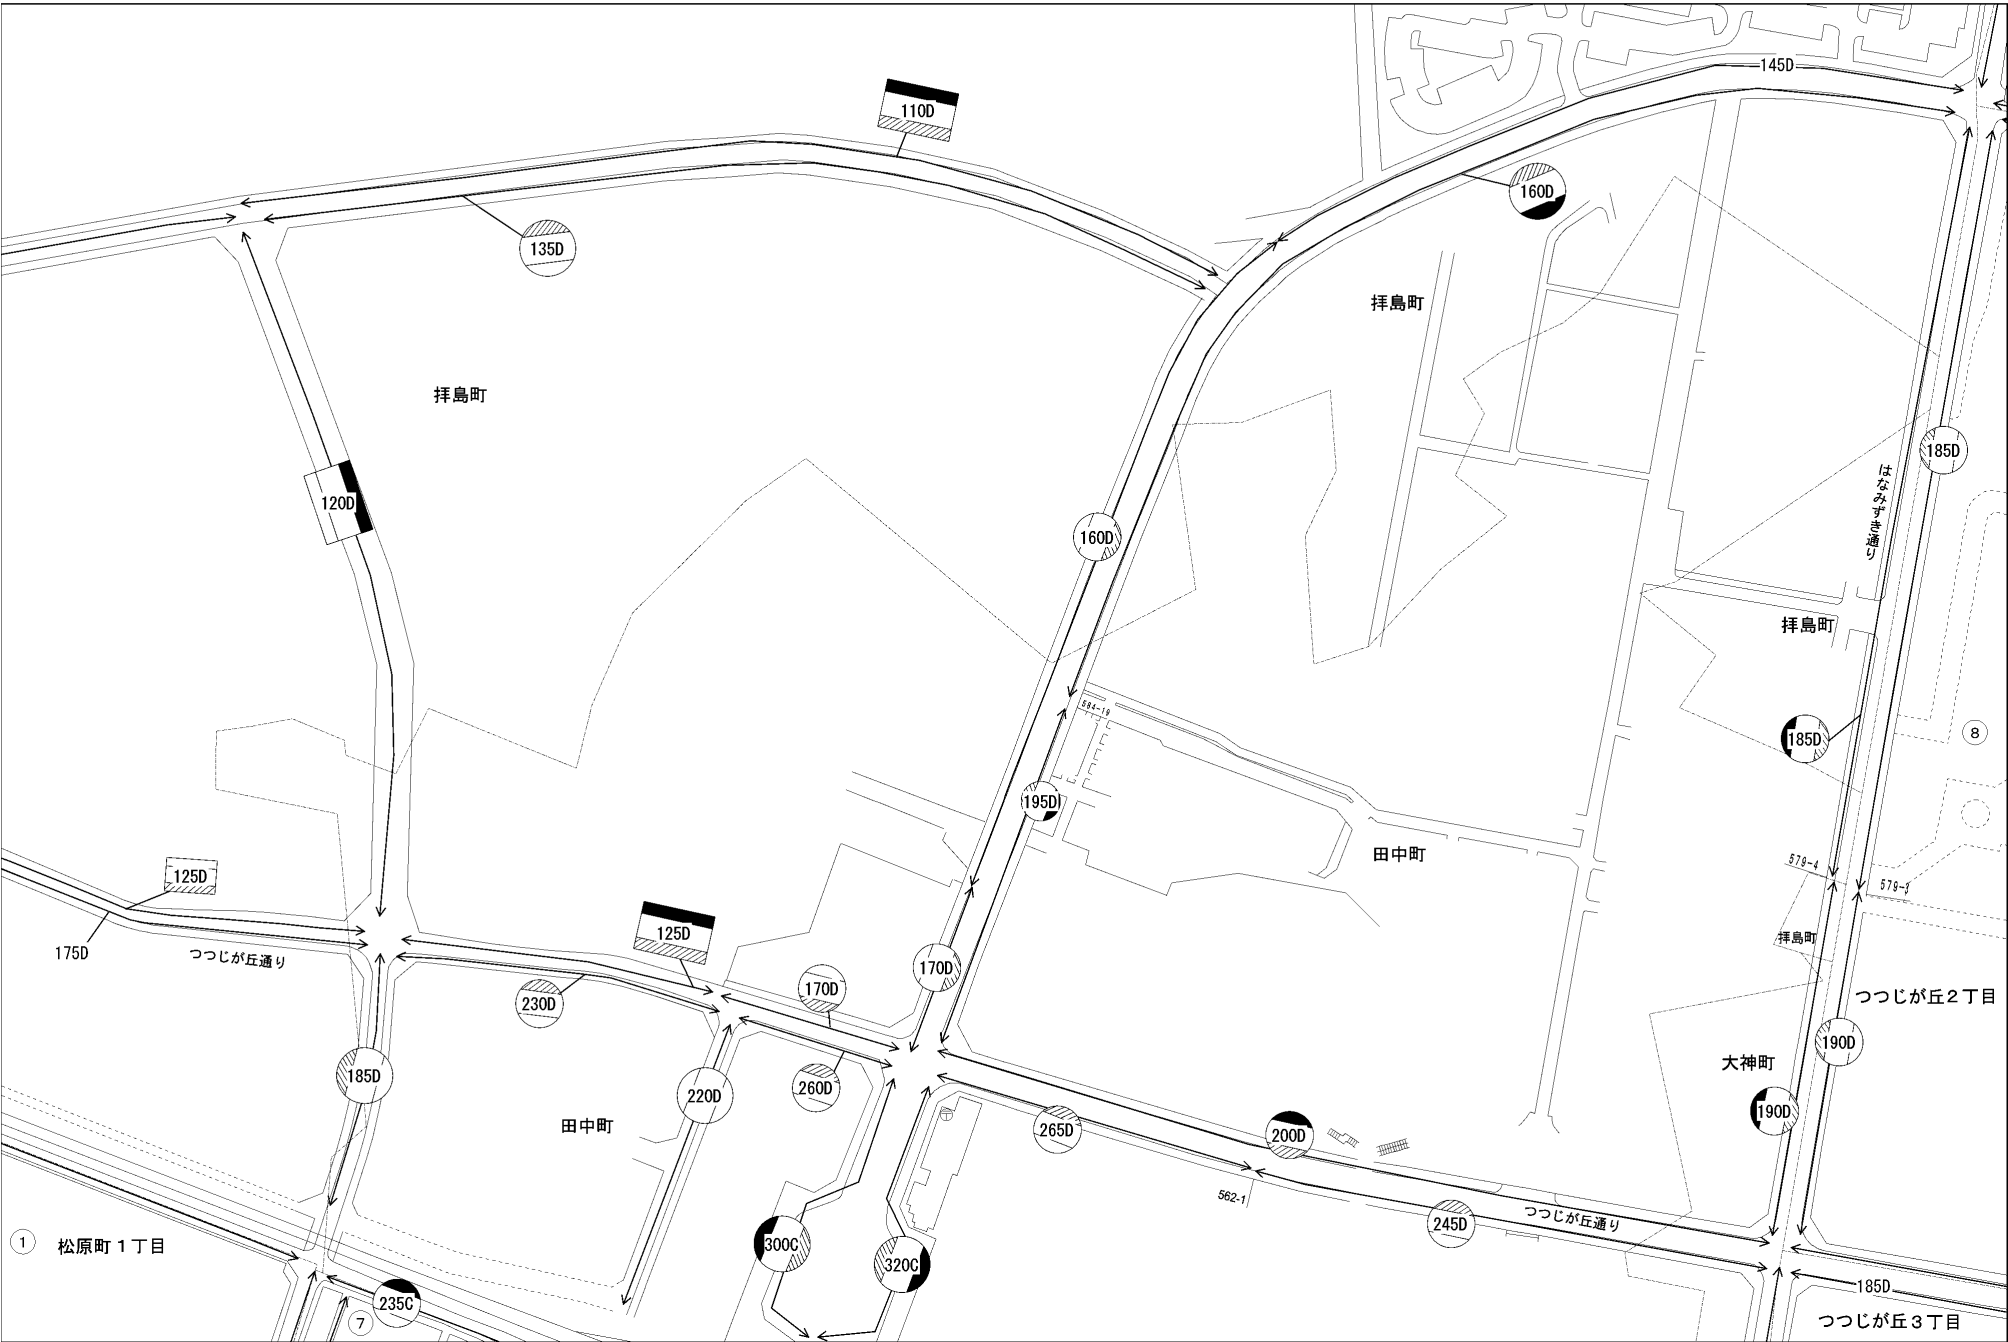 145D
110D
160D
135D
拝島町
拝島町
185D
はなみずき通り
120D
160D
拝島町
584-19
8
185D
195D
田中町
579-4
579-3
125D
125D
拝島町
175D
つつじが丘通り
170D
170D
230D
つつじが丘2丁目
190D
大神町
185D
260D
220D
190D
田中町
265D
200D
562-1
つつじが丘通り
245D
300C
320C
1
松原町1丁目
235C
185D
7
つつじが丘3丁目